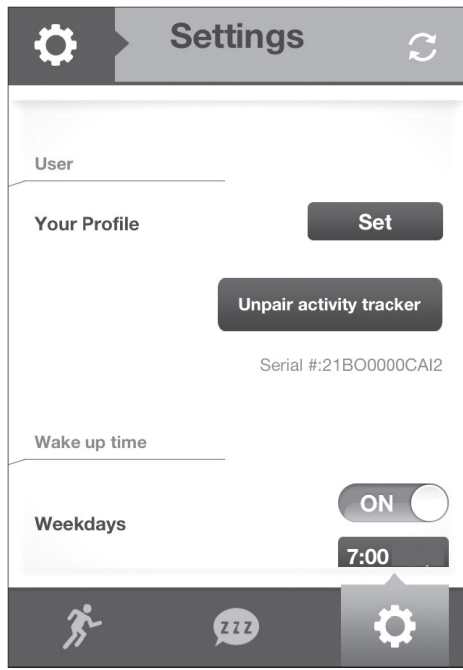 Settings
User
Your Profile
Set
Unpair activity tracker
Serial #:21BO0000CAI2
Wake up time
Weekdays
ON
7:00
zzz